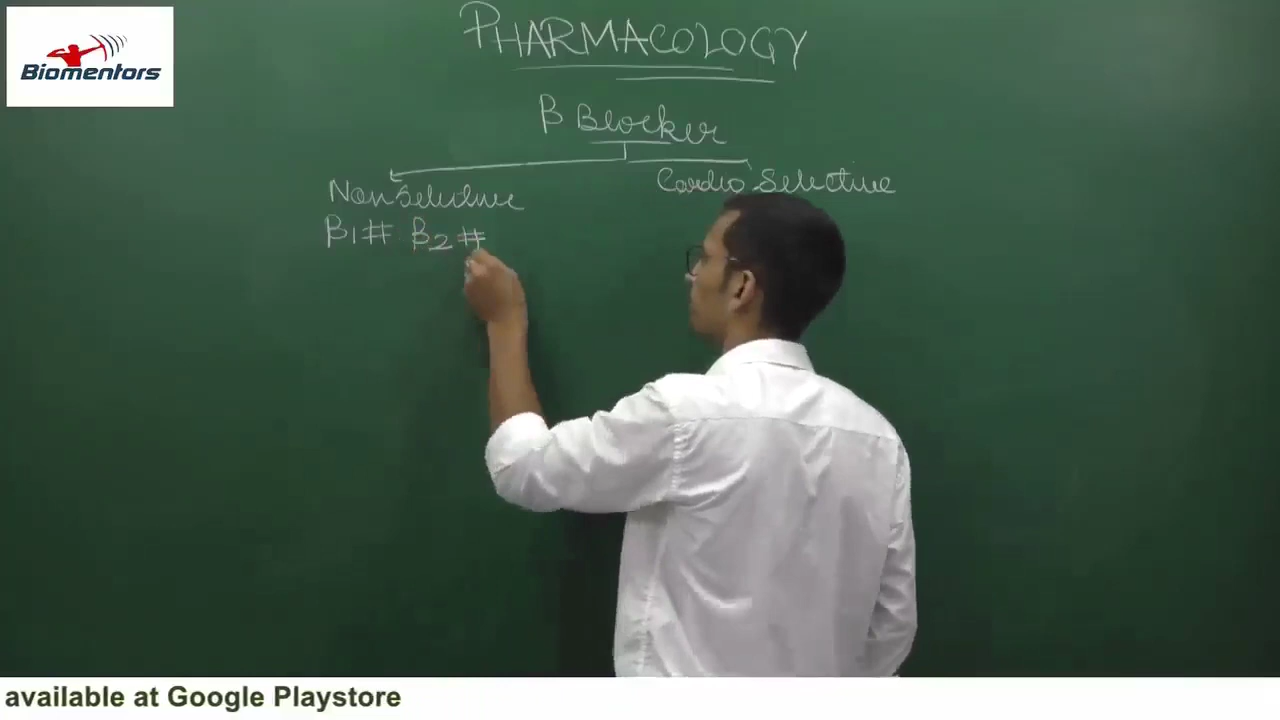 Biomentors
PHARMACOLOGY
β Blocker
Non Selective
Cardio Selective
β1# β2#
available at Google Playstore